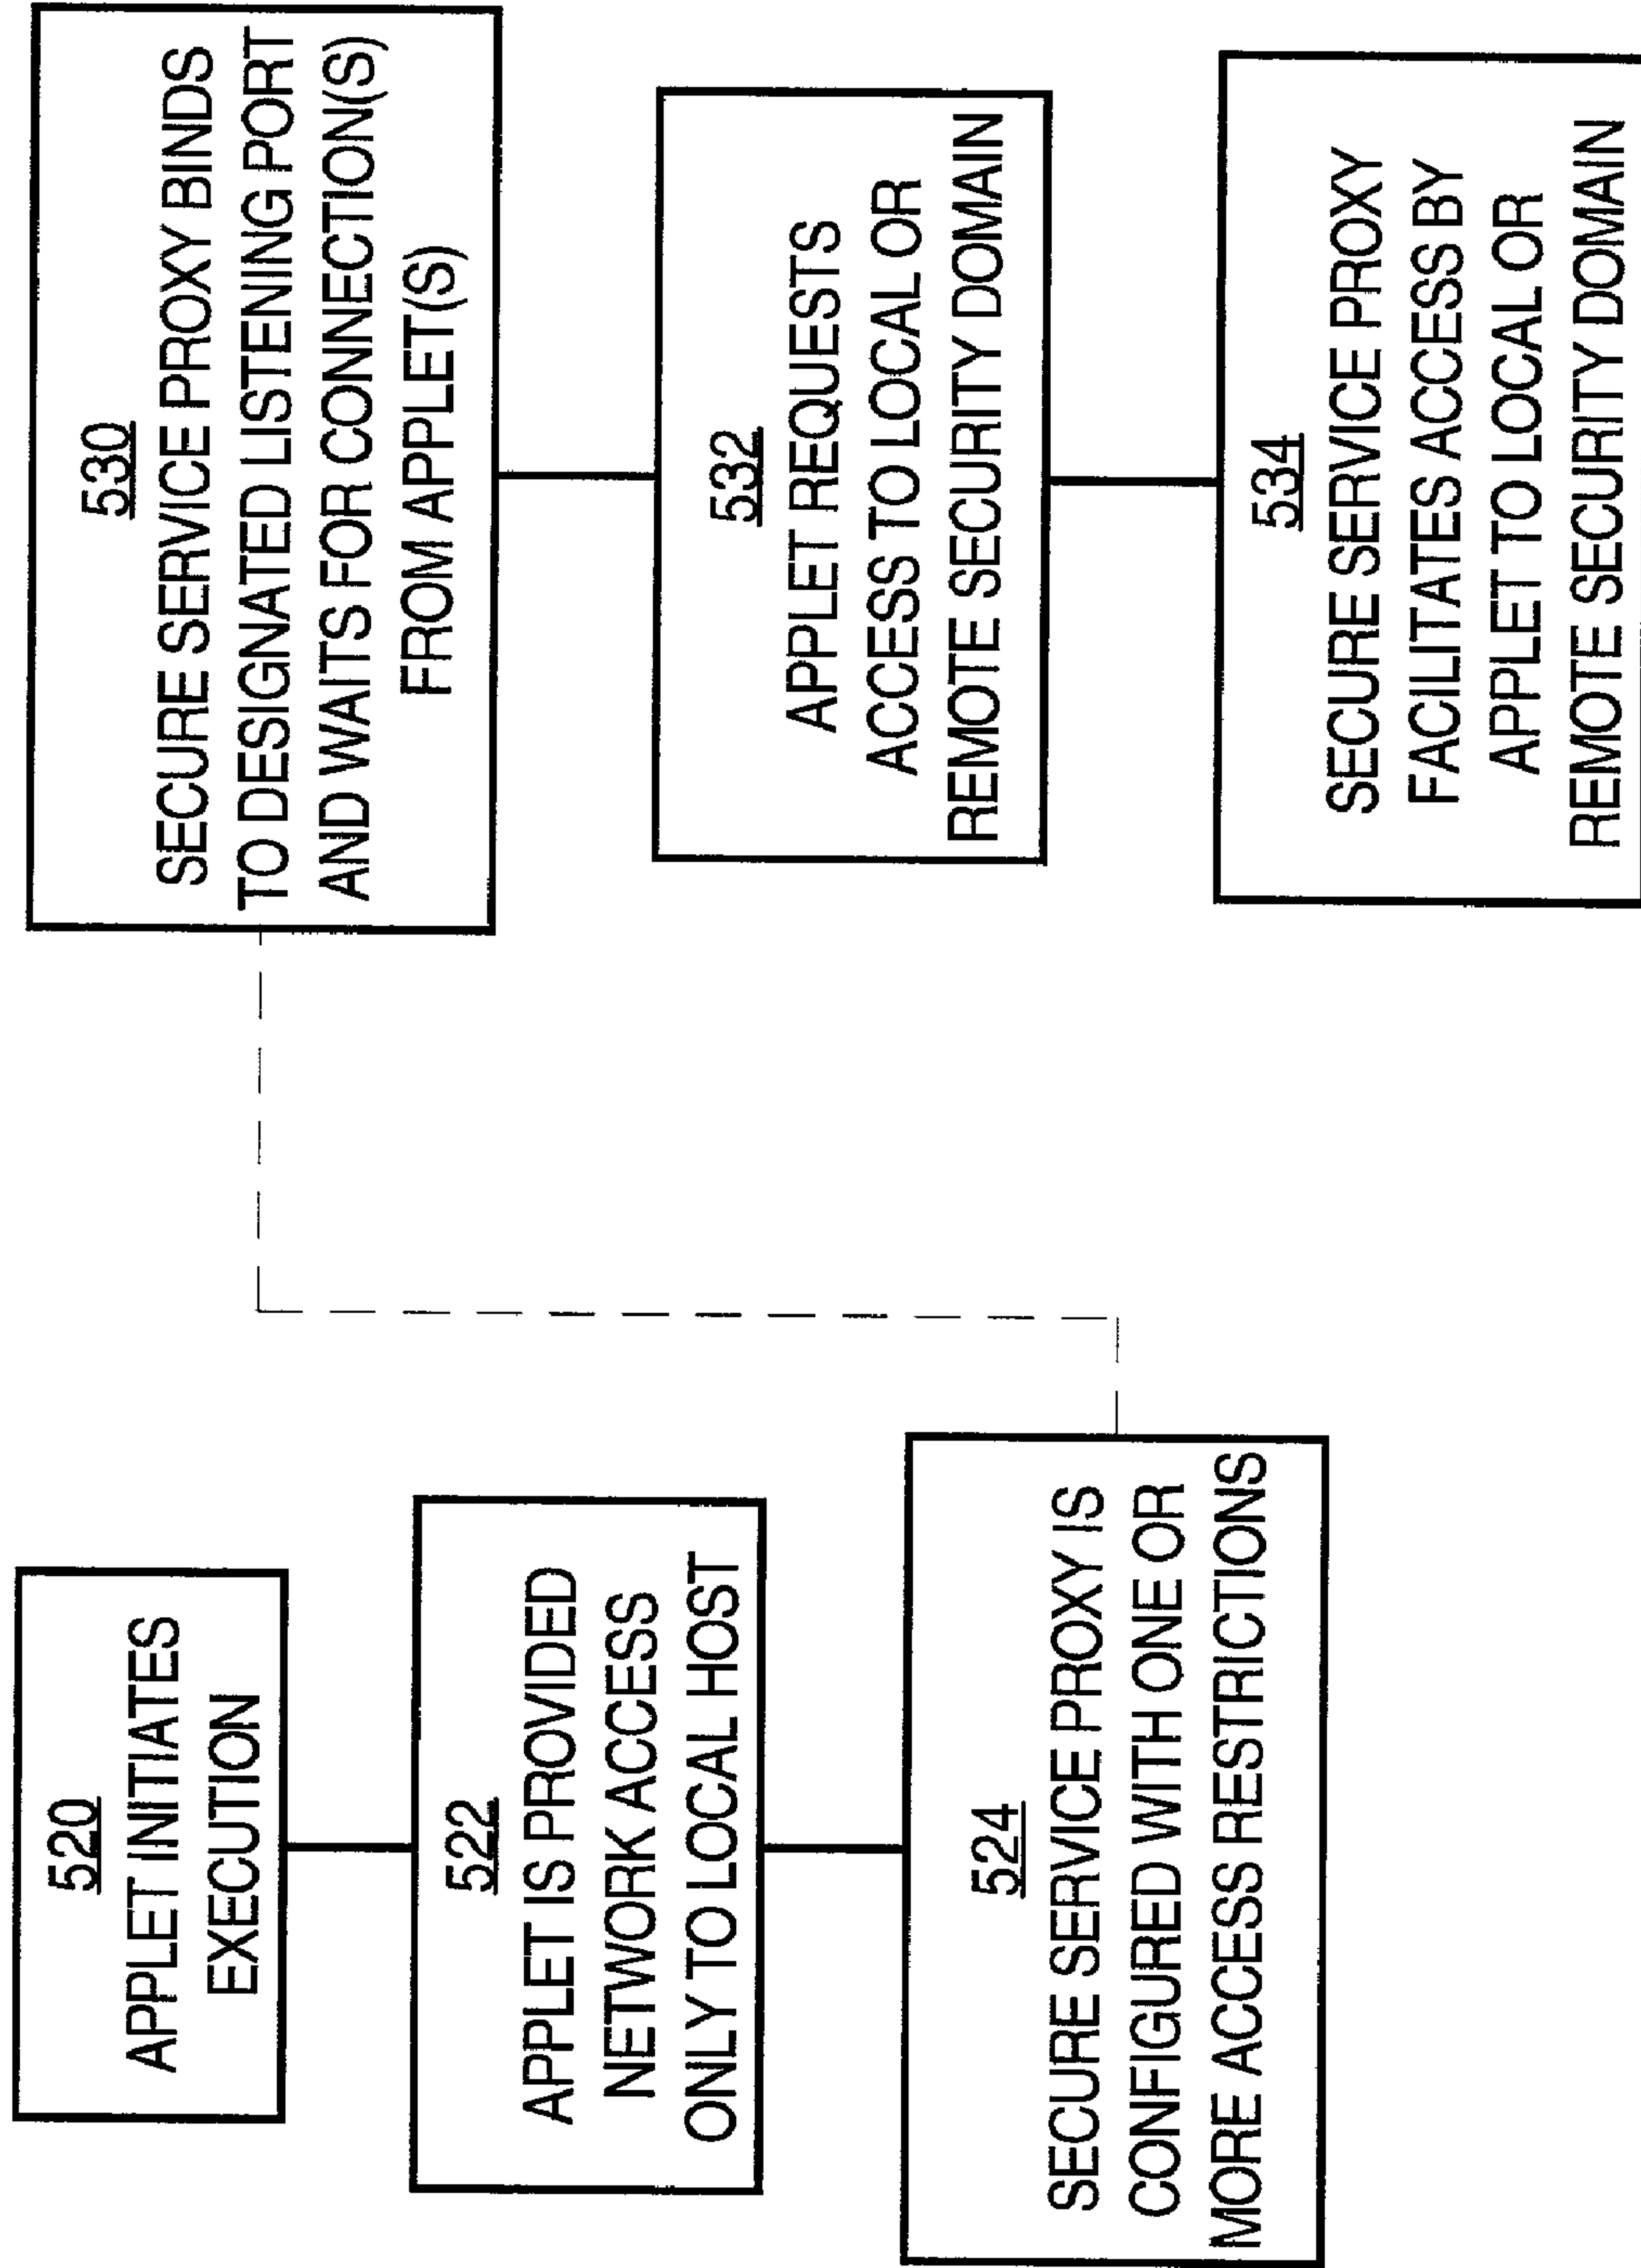 520
APPLET INITIATES
EXECUTION
522
APPLET IS PROVIDED
NETWORK ACCESS
ONLY TO LOCAL HOST
524
SECURE SERVICE PROXY IS
CONFIGURED WITH ONE OR
MORE ACCESS RESTRICTIONS
530
SECURE SERVICE PROXY BINDS
TO DESIGNATED LISTENING PORT
AND WAITS FOR CONNECTION(S)
FROM APPLET(S)
532
APPLET REQUESTS
ACCESS TO LOCAL OR
REMOTE SECURITY DOMAIN
534
SECURE SERVICE PROXY
FACILITATES ACCESS BY
APPLET TO LOCAL OR
REMOTE SECURITY DOMAIN